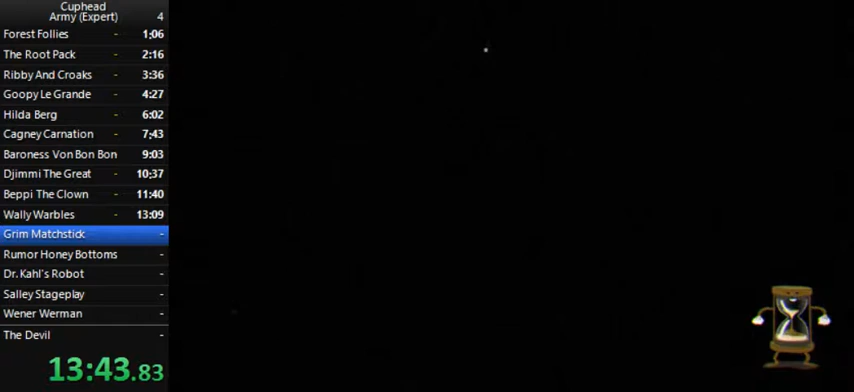 Cuphead
Army (Expert) 4
Forest Follies - 1:06
The Root Pack - 2:16
Ribby And Croaks - 3:36
Goopy Le Grande - 4:27
Hilda Berg - 6:02
Cagney Carnation - 7:43
Baroness Von Bon Bon 9:03
Djimmi The Great - 10:37
Beppi The Clown - 11:40
Wally Warbles - 13:09
Grim Matchstick -
Rumor Honey Bottoms -
Dr. Kahl's Robot -
Salley Stageplay -
Wener Werman -
The Devil -
13:43.83